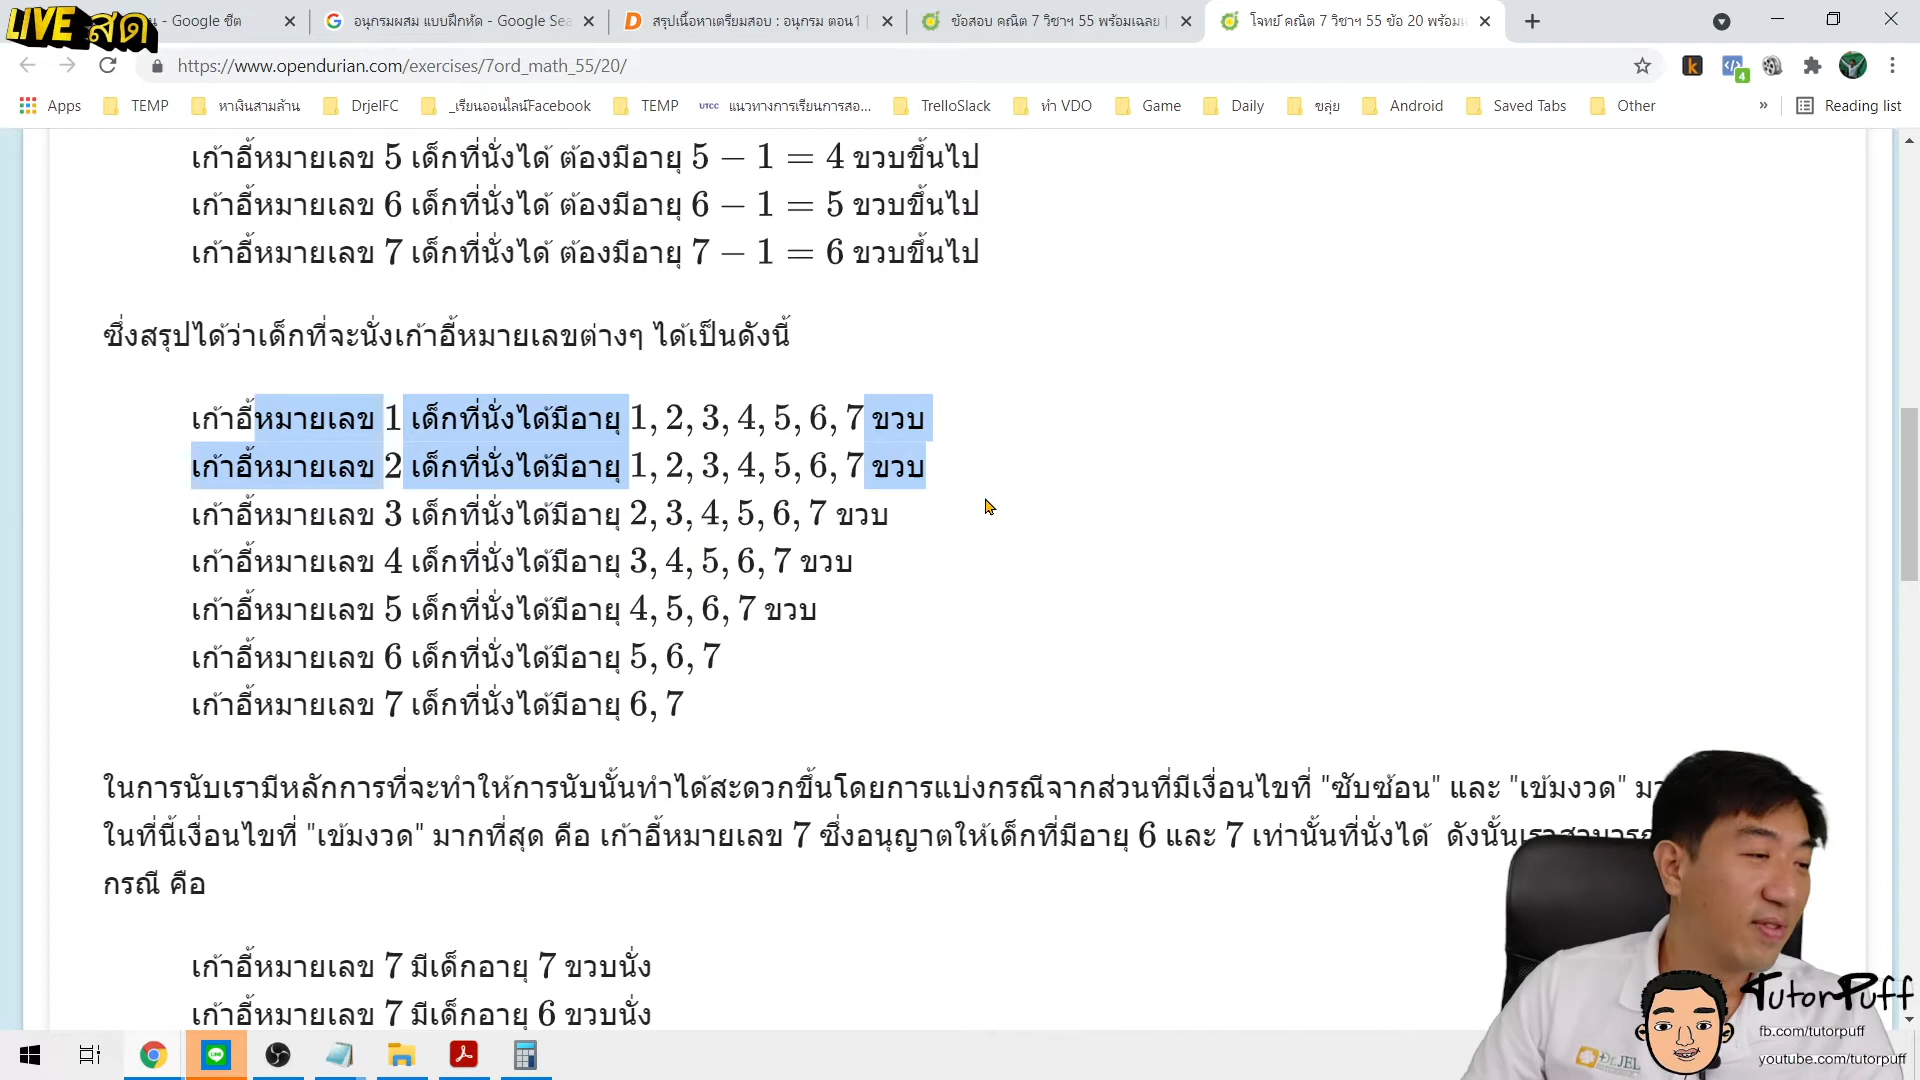 LIVE สด
น - Google ชีต
อนุกรมผสม แบบฝึกหัด - Google Sea
สรุปเนื้อหาเตรียมสอบ : อนุกรม ตอน1 |
ข้อสอบ คณิต 7 วิชาฯ 55 พร้อมเฉลย |
โจทย์ คณิต 7 วิชาฯ 55 ข้อ 20 พร้อมเ
https://www.opendurian.com/exercises/7ord_math_55/20/
4
Apps TEMP หาเงินสามล้าน DrjelFC _เรียนออนไลน์Facebook TEMP UTCC แนวทางการเรียนการสอ... TrelloSlack ทำ VDO Game Daily ขลุ่ย Android Saved Tabs Other » Reading list
เก้าอี้หมายเลข 5 เด็กที่นั่งได้ ต้องมีอายุ 5 − 1 = 4 ขวบขึ้นไป
เก้าอี้หมายเลข 6 เด็กที่นั่งได้ ต้องมีอายุ 6 − 1 = 5 ขวบขึ้นไป
เก้าอี้หมายเลข 7 เด็กที่นั่งได้ ต้องมีอายุ 7 − 1 = 6 ขวบขึ้นไป
ซึ่งสรุปได้ว่าเด็กที่จะนั่งเก้าอี้หมายเลขต่างๆ ได้เป็นดังนี้
เก้าอี้หมายเลข 1 เด็กที่นั่งได้มีอายุ 1, 2, 3, 4, 5, 6, 7 ขวบ
เก้าอี้หมายเลข 2 เด็กที่นั่งได้มีอายุ 1, 2, 3, 4, 5, 6, 7 ขวบ
เก้าอี้หมายเลข 3 เด็กที่นั่งได้มีอายุ 2, 3, 4, 5, 6, 7 ขวบ
เก้าอี้หมายเลข 4 เด็กที่นั่งได้มีอายุ 3, 4, 5, 6, 7 ขวบ
เก้าอี้หมายเลข 5 เด็กที่นั่งได้มีอายุ 4, 5, 6, 7 ขวบ
เก้าอี้หมายเลข 6 เด็กที่นั่งได้มีอายุ 5, 6, 7
เก้าอี้หมายเลข 7 เด็กที่นั่งได้มีอายุ 6, 7
ในการนับเรามีหลักการที่จะทำให้การนับนั้นทำได้สะดวกขึ้นโดยการแบ่งกรณีจากส่วนที่มีเงื่อนไขที่ "ซับซ้อน" และ "เข้มงวด"
ในที่นี้เงื่อนไขที่ "เข้มงวด" มากที่สุด คือ เก้าอี้หมายเลข 7 ซึ่งอนุญาตให้เด็กที่มีอายุ 6 และ 7 เท่านั้นที่นั่งได้ ดังนั้นเราสามารถ
กรณี คือ
เก้าอี้หมายเลข 7 มีเด็กอายุ 7 ขวบนั่ง
เก้าอี้หมายเลข 7 มีเด็กอายุ 6 ขวบนั่ง
TutorPuff
fb.com/tutorpuff
youtube.com/tutorpuff
Dr.JEL